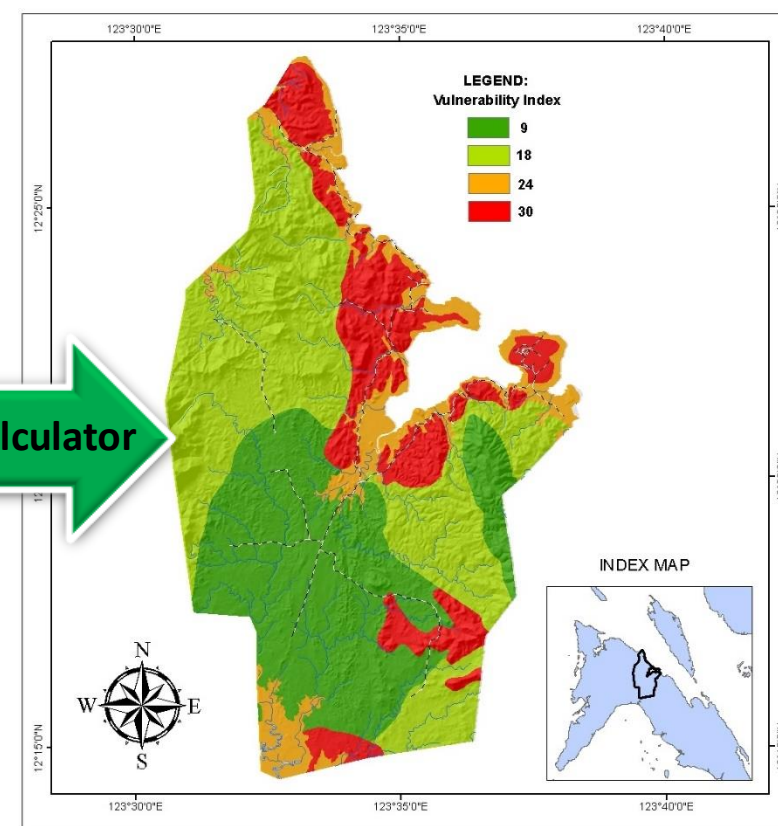 123°30'0"E 123°35'0"E 123°40'0"E
LEGEND:
Vulnerability Index
9
18
24
30
12°25'0"N
lculator
INDEX MAP
N
W E
S
12°15'0"N
123°30'0"E 123°35'0"E 123°40'0"E